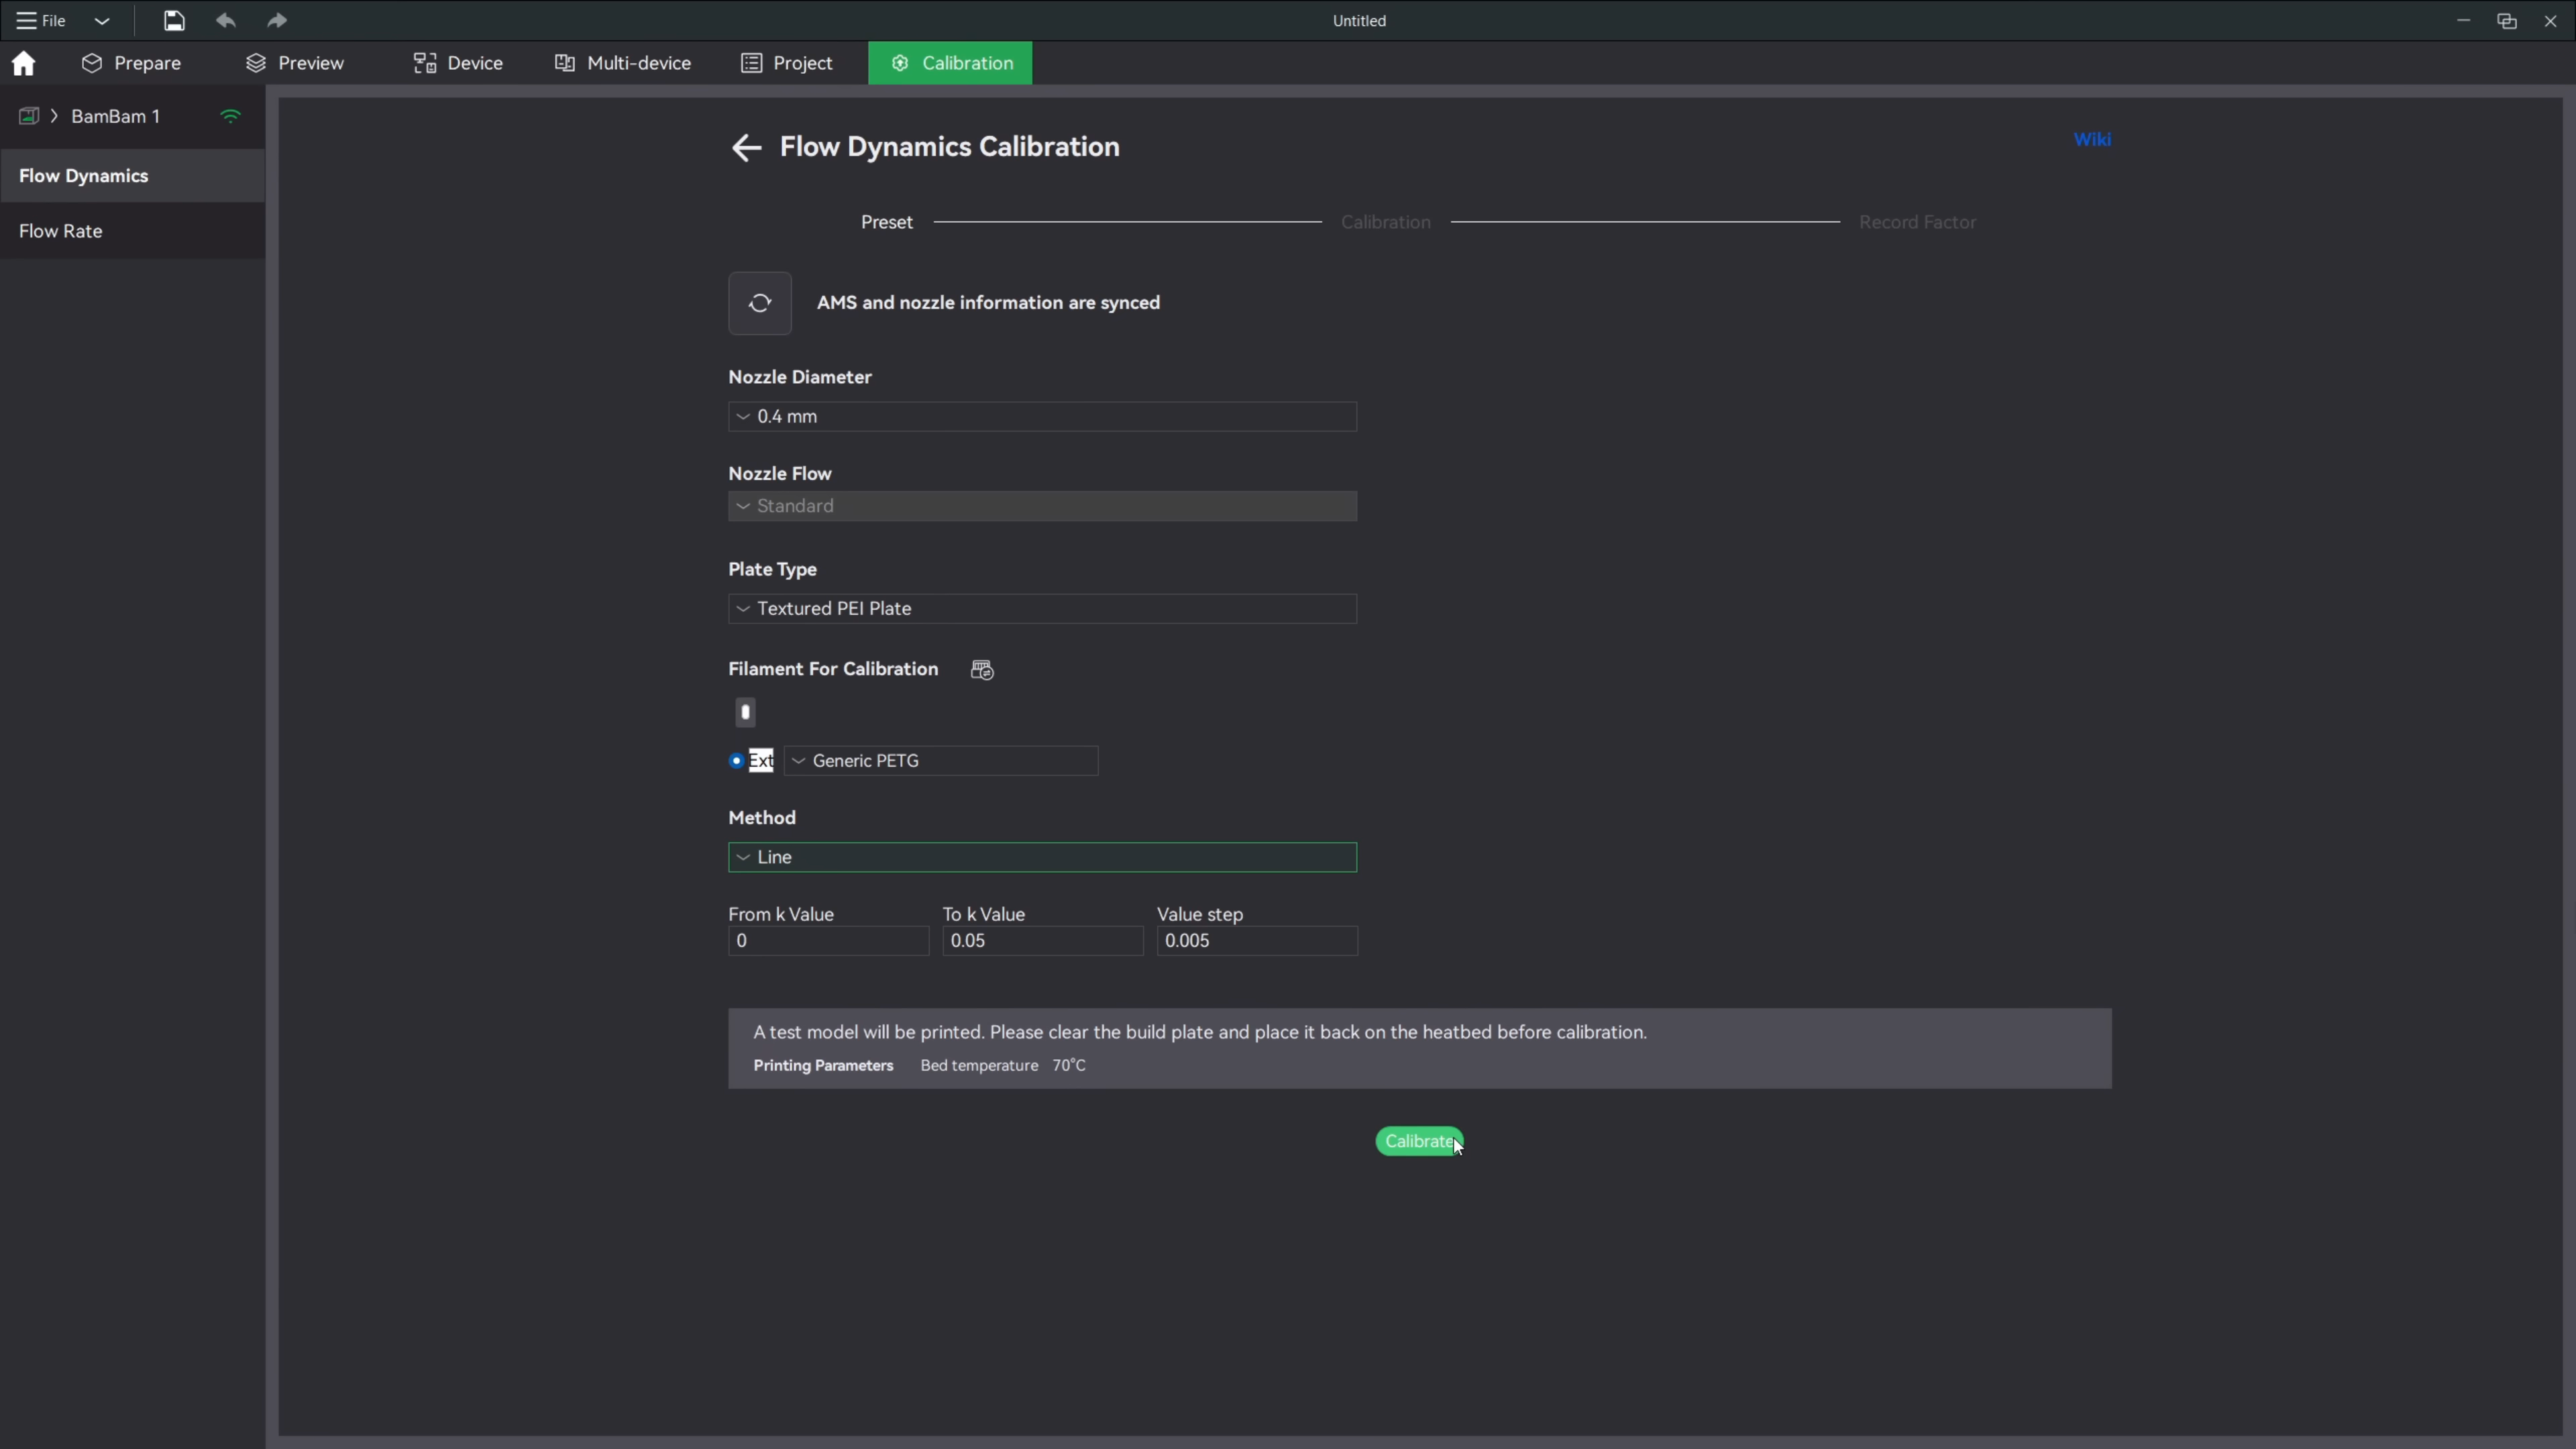 File
Untitled
Prepare
Preview
Device
Multi-device
Project
Calibration
BamBam 1
Flow Dynamics
Flow Rate
Flow Dynamics Calibration
Wiki
Preset
Calibration
Record Factor
AMS and nozzle information are synced
Nozzle Diameter
0.4 mm
Nozzle Flow
Standard
Plate Type
Textured PEI Plate
Filament For Calibration
Ext
Generic PETG
Method
Line
From k Value
To k Value
Value step
0
0.05
0.005
A test model will be printed. Please clear the build plate and place it back on the heatbed before calibration.
Printing Parameters Bed temperature 70°C
Calibrate